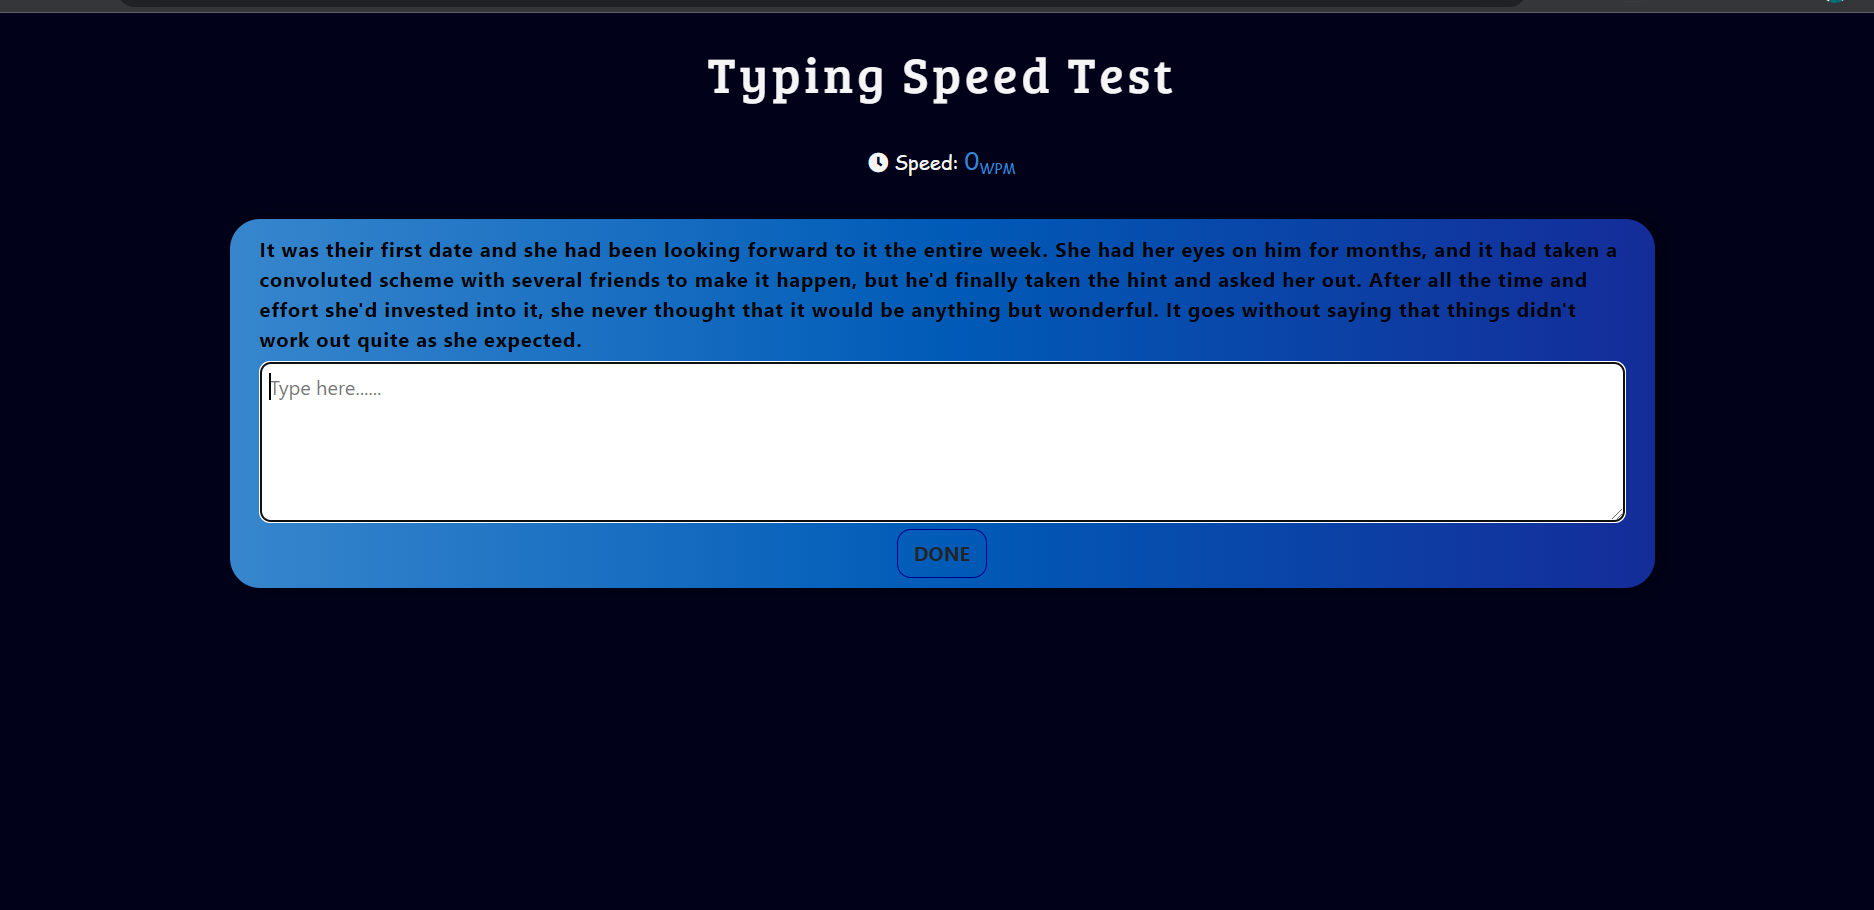 Typing Speed Test
Speed: 0WPM
It was their first date and she had been looking forward to it the entire week. She had her eyes on him for months, and it had taken a
convoluted scheme with several friends to make it happen, but he'd finally taken the hint and asked her out. After all the time and
effort she'd invested into it, she never thought that it would be anything but wonderful. It goes without saying that things didn't
work out quite as she expected.
Type here......
DONE